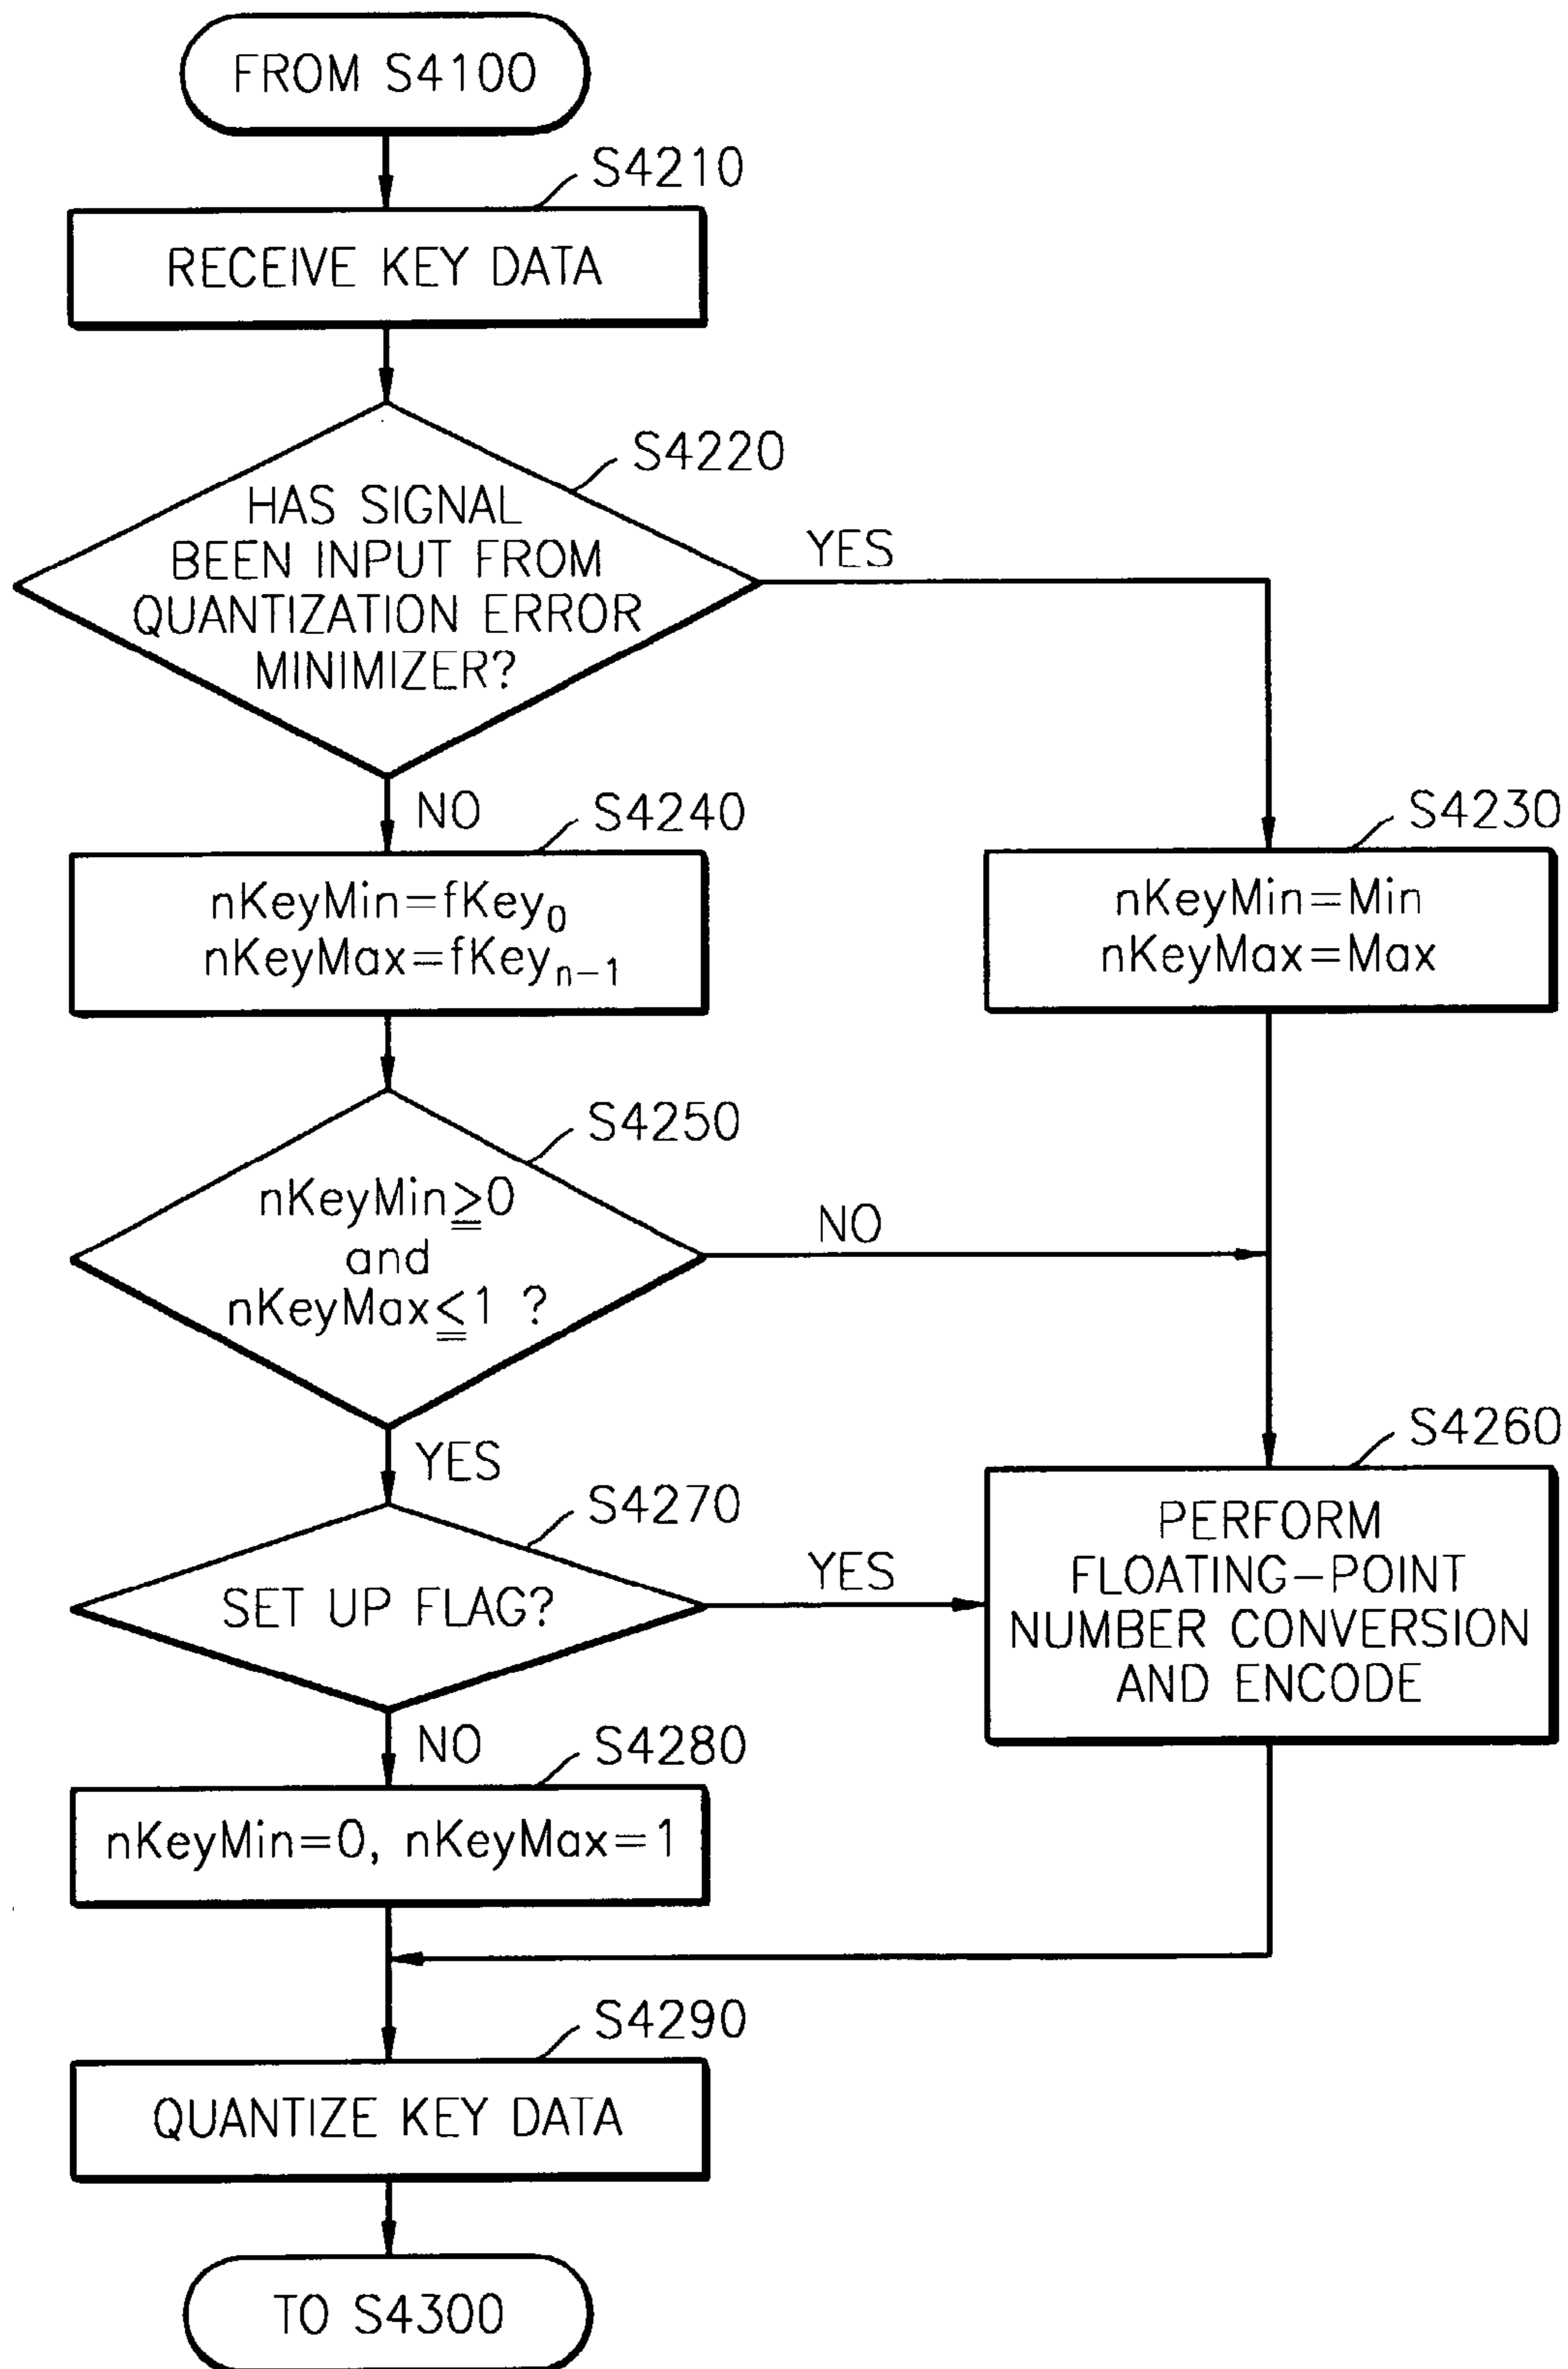 FROM S4100
S4210
RECEIVE KEY DATA
S4220
HAS SIGNAL
BEEN INPUT FROM
QUANTIZATION ERROR
MINIMIZER?
YES
NO
S4240
nKeyMin=fKey₀
nKeyMax=fKeyₙ₋₁
S4230
nKeyMin=Min
nKeyMax=Max
S4250
nKeyMin≧0
and
nKeyMax≦1 ?
NO
YES
S4260
PERFORM
FLOATING-POINT
NUMBER CONVERSION
AND ENCODE
S4270
SET UP FLAG?
YES
NO
S4280
nKeyMin=0, nKeyMax=1
S4290
QUANTIZE KEY DATA
TO S4300